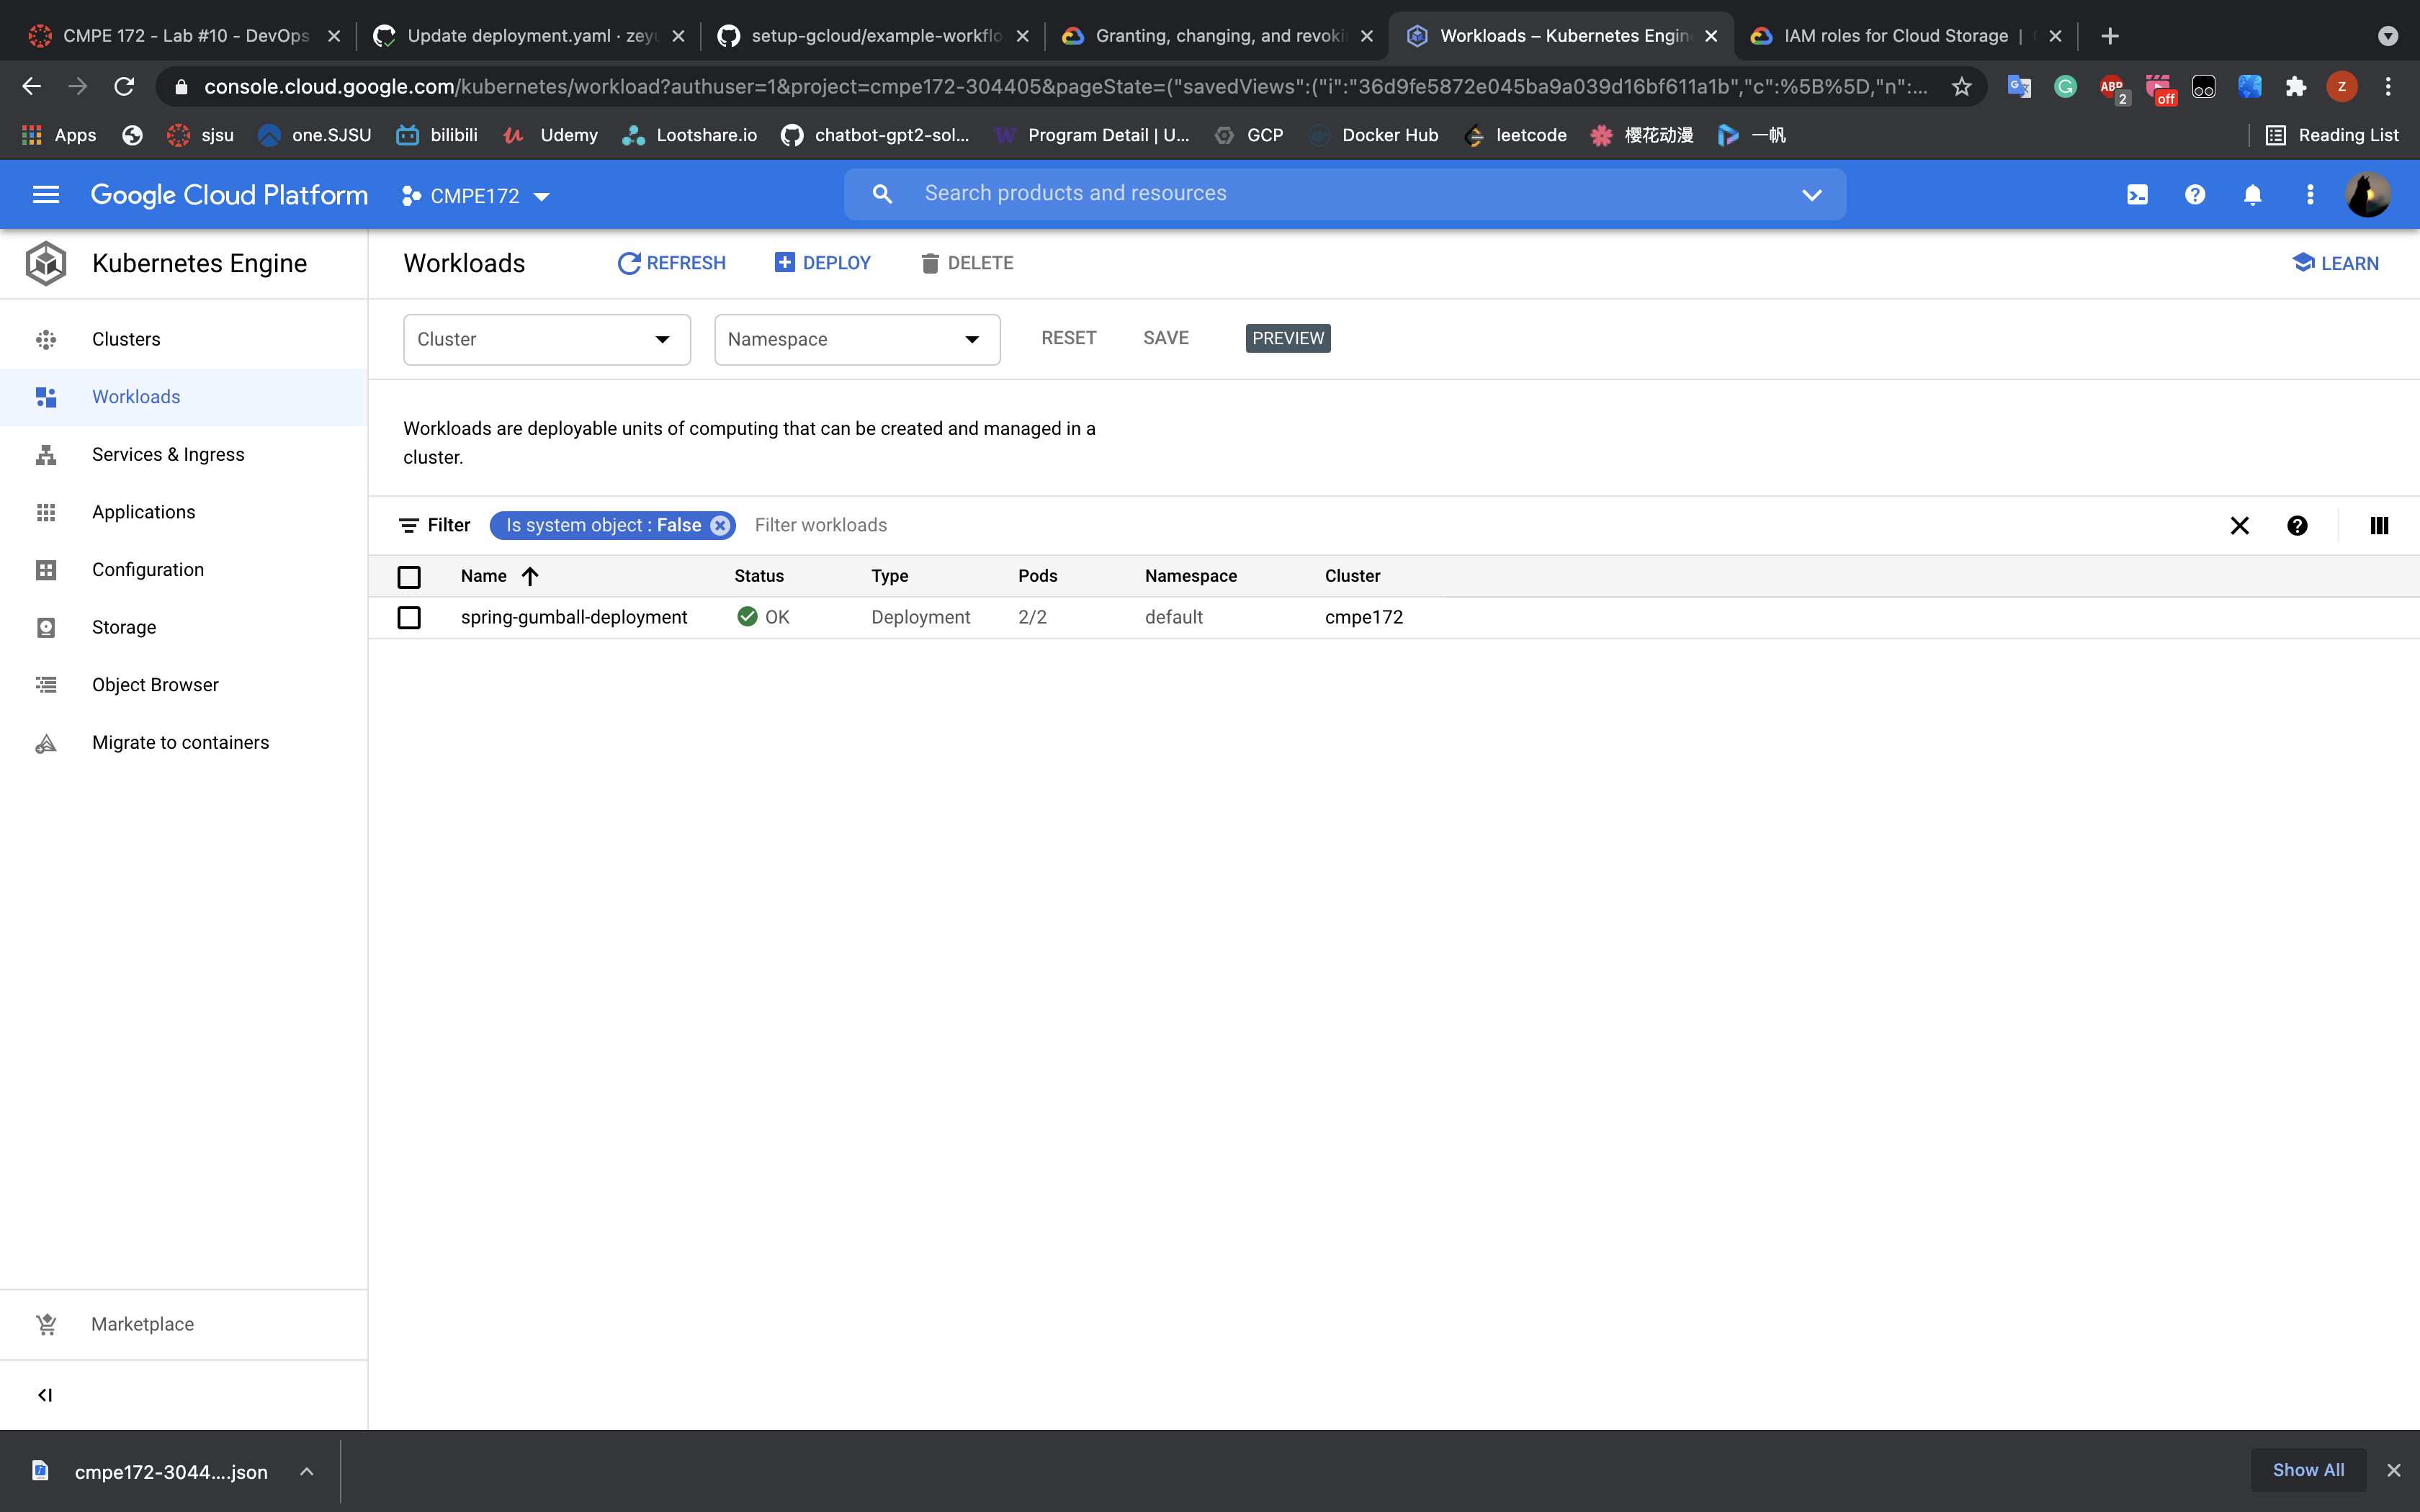 CMPE 172 - Lab #10 - DevOps
Update deployment.yaml · zeyu
setup-gcloud/example-workflo
Granting, changing, and revoki
Workloads – Kubernetes Engin
IAM roles for Cloud Storage |
console.cloud.google.com/kubernetes/workload?authuser=1&project=cmpe172-304405&pageState=("savedViews":("i":"36d9fe5872e045ba9a039d16bf611a1b","c":%5B%5D,"n":...
ABP
2
off
Z
Apps
sjsu
one.SJSU
bilibili
Udemy
Lootshare.io
chatbot-gpt2-sol...
Program Detail | U...
GCP
Docker Hub
leetcode
樱花动漫
一帆
Reading List
Google Cloud Platform
CMPE172
Search products and resources
Kubernetes Engine
Workloads
REFRESH
DEPLOY
DELETE
LEARN
Clusters
Workloads
Services & Ingress
Applications
Configuration
Storage
Object Browser
Migrate to containers
Marketplace
Cluster
Namespace
RESET
SAVE
PREVIEW
Workloads are deployable units of computing that can be created and managed in a
cluster.
Filter
Is system object : False
Filter workloads
Name Status Type Pods Namespace Cluster
spring-gumball-deployment OK Deployment 2/2 default cmpe172
cmpe172-3044....json
Show All